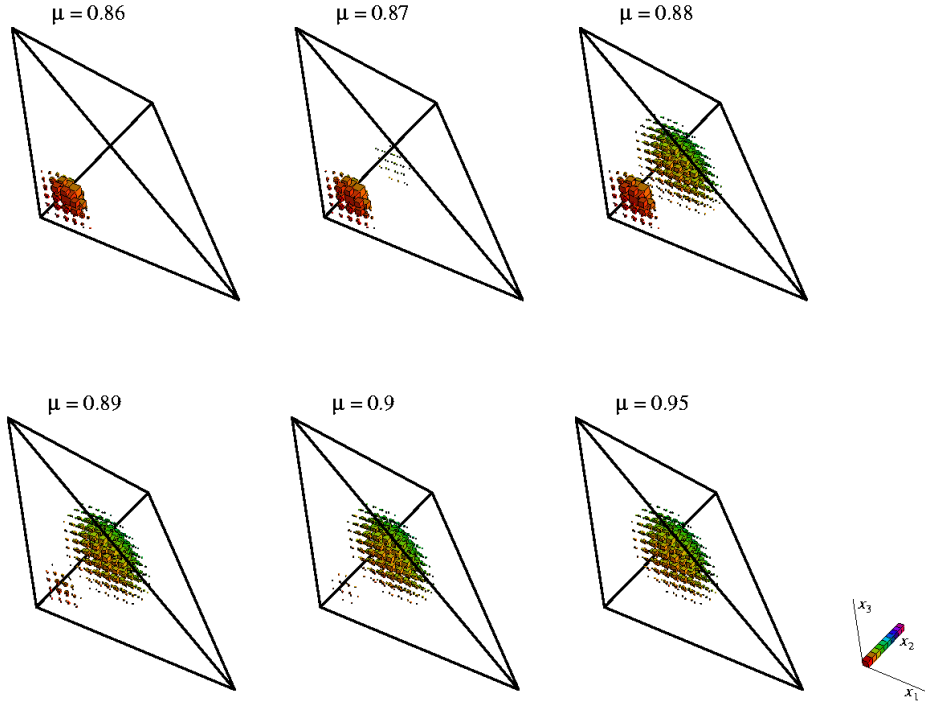 μ = 0.86
μ = 0.87
μ = 0.88
μ = 0.89
μ = 0.9
μ = 0.95
x₃
x₂
x₁